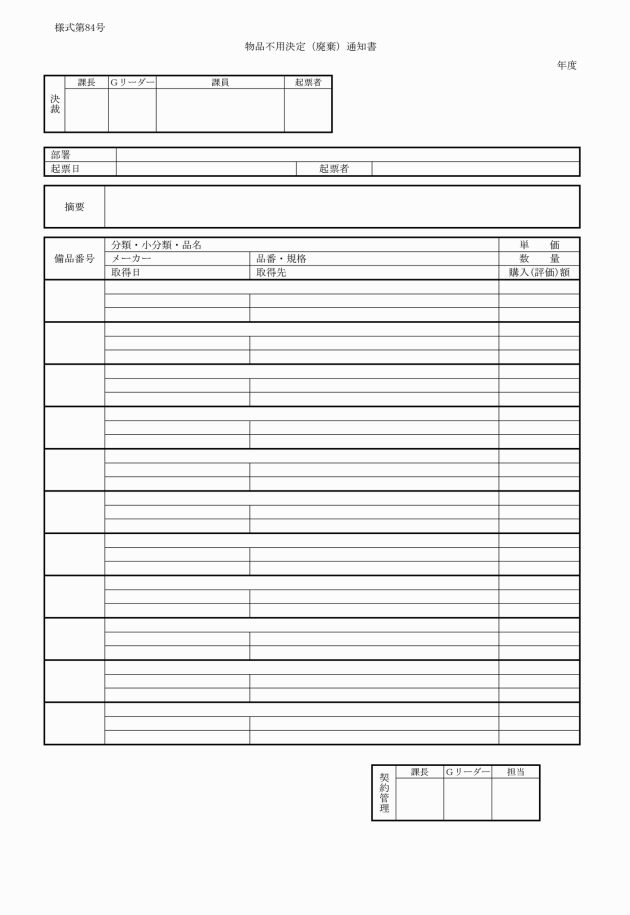 様式第84号
物品不用決定（廃棄）通知書
年度
決裁 課長 Gリーダー 課員 起票者
部署
起票日 起票者
摘要
備品番号 分類・小分類・品名 単　価
メーカー 品番・規格 数　量
取得日 取得先 購入(評価)額
契約管理 課長 Gリーダー 担当